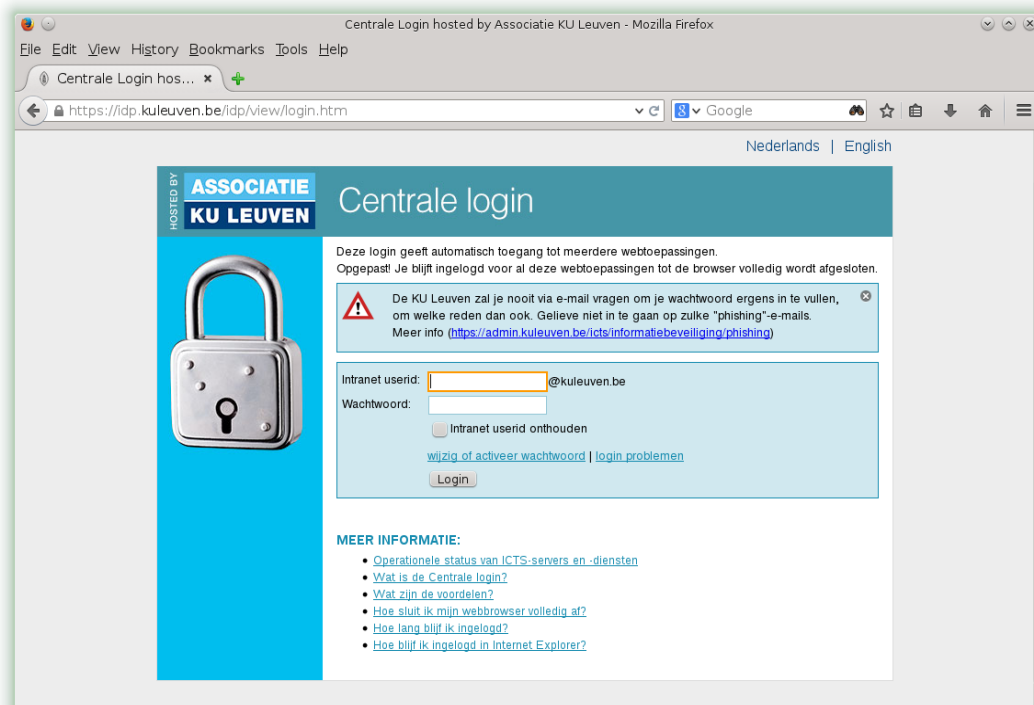 Centrale Login hosted by Associatie KU Leuven - Mozilla Firefox
File Edit View History Bookmarks Tools Help
Centrale Login hos...
https://idp.kuleuven.be/idp/view/login.htm
8 Google
Nederlands | English
HOSTED BY
ASSOCIATIE
KU LEUVEN
Centrale login
Deze login geeft automatisch toegang tot meerdere webtoepassingen.
Opgepast! Je blijft ingelogd voor al deze webtoepassingen tot de browser volledig wordt afgesloten.
De KU Leuven zal je nooit via e-mail vragen om je wachtwoord ergens in te vullen,
om welke reden dan ook. Gelieve niet in te gaan op zulke "phishing"-e-mails.
Meer info (https://admin.kuleuven.be/icts/informatiebeveiliging/phishing)
Intranet userid: @kuleuven.be
Wachtwoord:
Intranet userid onthouden
wijzig of activeer wachtwoord | login problemen
Login
MEER INFORMATIE:
Operationele status van ICTS-servers en -diensten
Wat is de Centrale login?
Wat zijn de voordelen?
Hoe sluit ik mijn webbrowser volledig af?
Hoe lang blijf ik ingelogd?
Hoe blijf ik ingelogd in Internet Explorer?